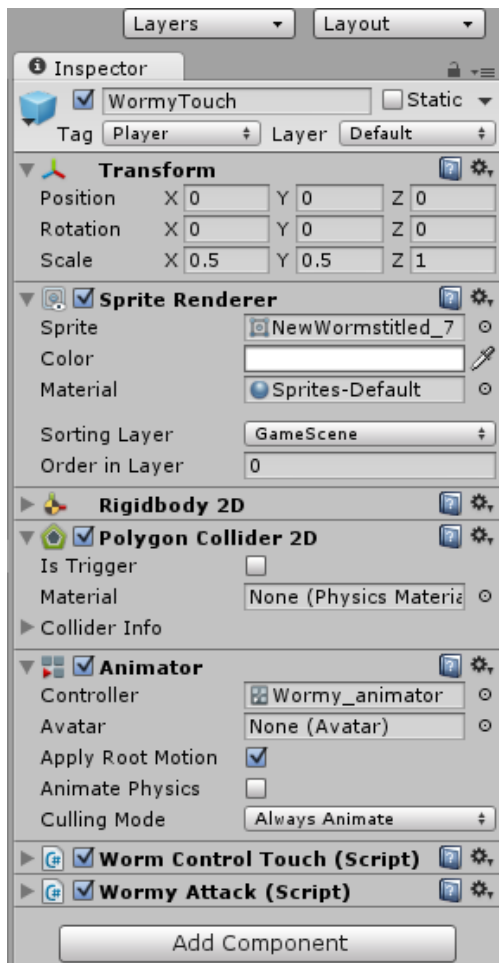 Layers Layout
Inspector
WormyTouch Static
Tag Player Layer Default
Transform
Position X 0 Y 0 Z 0
Rotation X 0 Y 0 Z 0
Scale X 0.5 Y 0.5 Z 1
Sprite Renderer
Sprite NewWormstitled_7
Color
Material Sprites-Default
Sorting Layer GameScene
Order in Layer 0
Rigidbody 2D
Polygon Collider 2D
Is Trigger
Material None (Physics Materia
Collider Info
Animator
Controller Wormy_animator
Avatar None (Avatar)
Apply Root Motion
Animate Physics
Culling Mode Always Animate
Worm Control Touch (Script)
Wormy Attack (Script)
Add Component